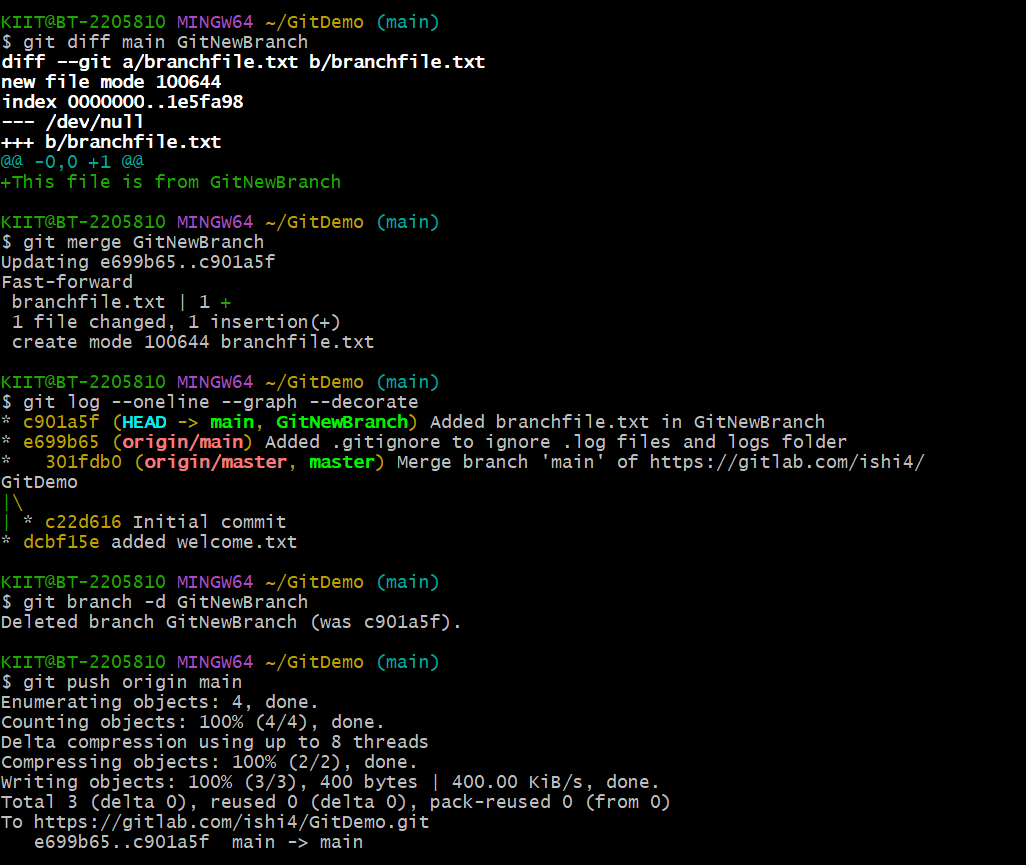 KIIT@BT-2205810 MINGW64 ~/GitDemo (main)
$ git diff main GitNewBranch
diff --git a/branchfile.txt b/branchfile.txt
new file mode 100644
index 0000000..1e5fa98
--- /dev/null
+++ b/branchfile.txt
@@ -0,0 +1 @@
+This file is from GitNewBranch

KIIT@BT-2205810 MINGW64 ~/GitDemo (main)
$ git merge GitNewBranch
Updating e699b65..c901a5f
Fast-forward
 branchfile.txt | 1 +
 1 file changed, 1 insertion(+)
 create mode 100644 branchfile.txt

KIIT@BT-2205810 MINGW64 ~/GitDemo (main)
$ git log --oneline --graph --decorate
* c901a5f (HEAD -> main, GitNewBranch) Added branchfile.txt in GitNewBranch
* e699b65 (origin/main) Added .gitignore to ignore .log files and logs folder
*   301fdb0 (origin/master, master) Merge branch 'main' of https://gitlab.com/ishi4/
GitDemo
|\
| * c22d616 Initial commit
* dcbf15e added welcome.txt

KIIT@BT-2205810 MINGW64 ~/GitDemo (main)
$ git branch -d GitNewBranch
Deleted branch GitNewBranch (was c901a5f).

KIIT@BT-2205810 MINGW64 ~/GitDemo (main)
$ git push origin main
Enumerating objects: 4, done.
Counting objects: 100% (4/4), done.
Delta compression using up to 8 threads
Compressing objects: 100% (2/2), done.
Writing objects: 100% (3/3), 400 bytes | 400.00 KiB/s, done.
Total 3 (delta 0), reused 0 (delta 0), pack-reused 0 (from 0)
To https://gitlab.com/ishi4/GitDemo.git
   e699b65..c901a5f  main -> main